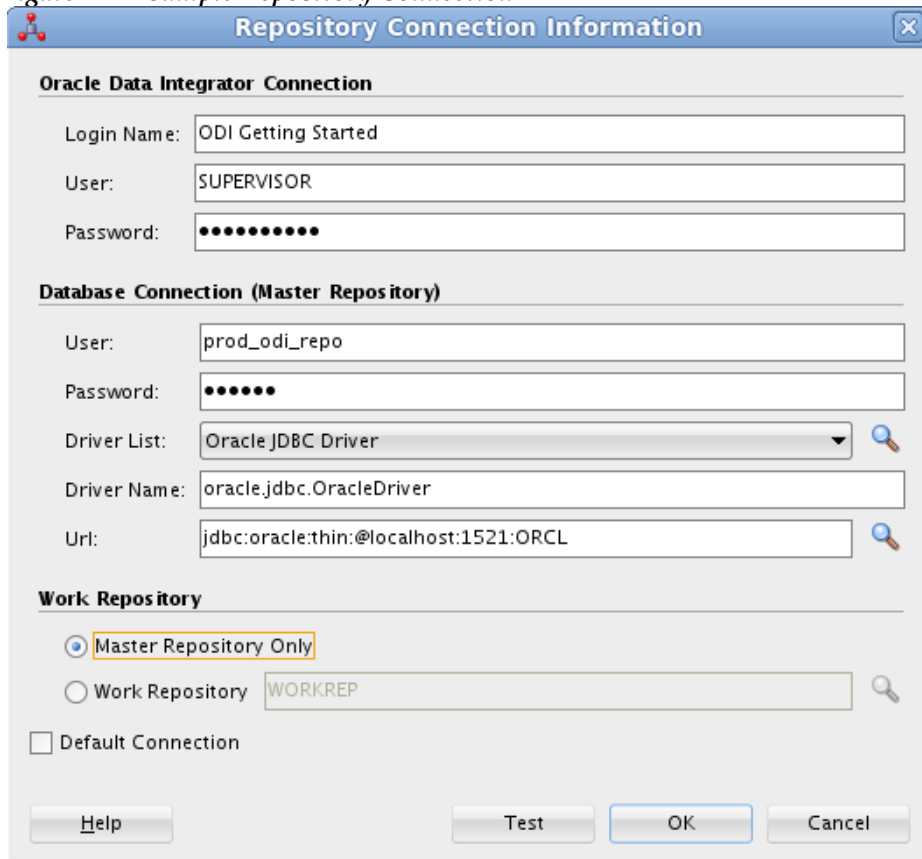 Repository Connection Information
Oracle Data Integrator Connection
Login Name: ODI Getting Started
User: SUPERVISOR
Password: ••••••••••
Database Connection (Master Repository)
User: prod_odi_repo
Password: ••••••
Driver List: Oracle JDBC Driver
Driver Name: oracle.jdbc.OracleDriver
Url: jdbc:oracle:thin:@localhost:1521:ORCL
Work Repository
Master Repository Only
Work Repository WORKREP
Default Connection
Help Test OK Cancel